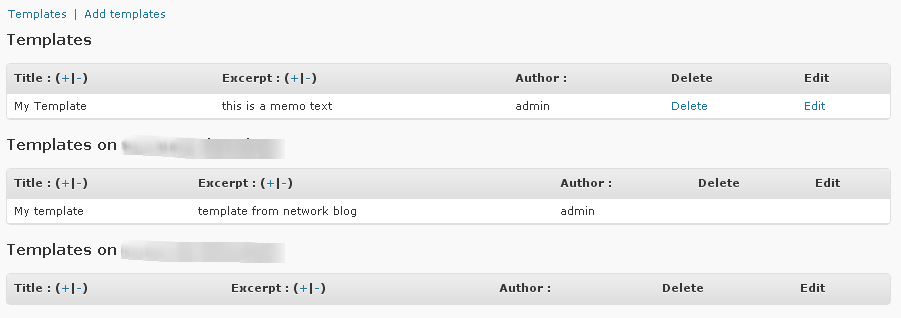 Templates | Add templates
Templates
Title : (+|-) Excerpt : (+|-) Author : Delete Edit
My Template this is a memo text admin Delete Edit
Templates on
Title : (+|-) Excerpt : (+|-) Author : Delete Edit
My template template from network blog admin
Templates on
Title : (+|-) Excerpt : (+|-) Author : Delete Edit